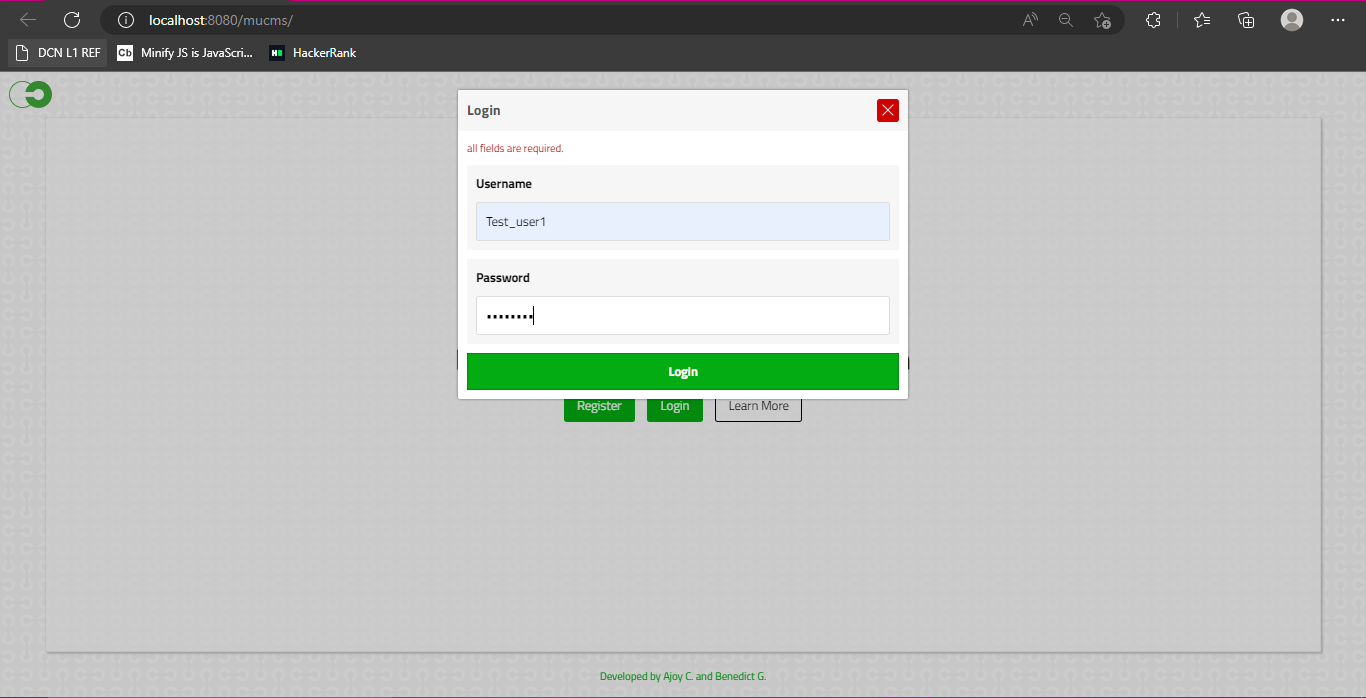 localhost:8080/mucms/
DCN L1 REF
Cb Minify JS is JavaScri...
HackerRank
Login
all fields are required.
Username
Test_user1
Password
Login
Register Login Learn More
Developed by Ajoy C. and Benedict G.